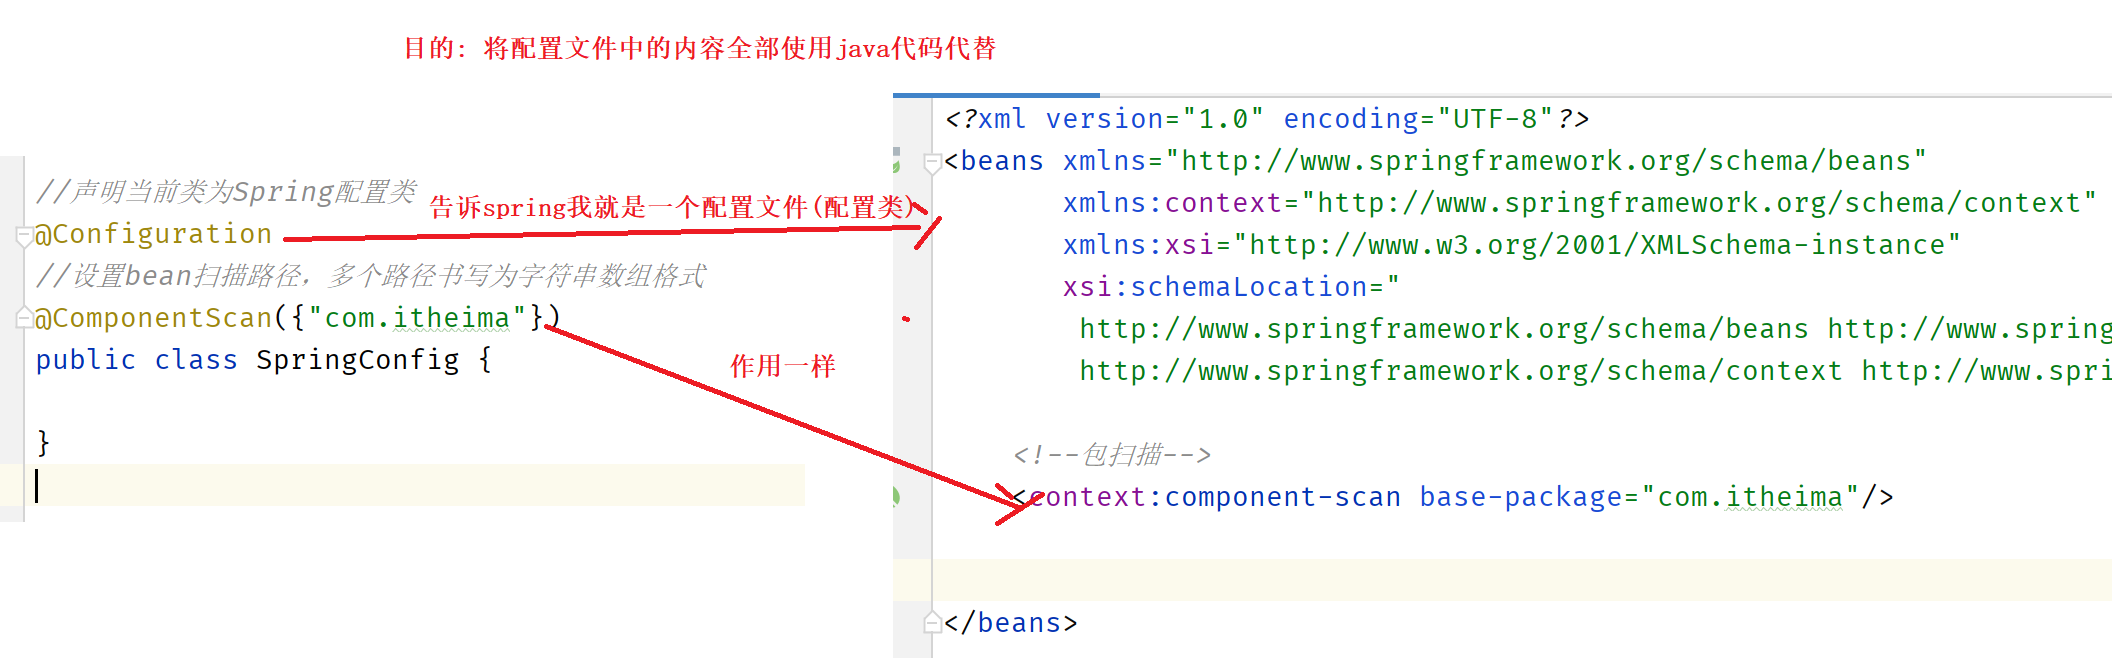 目的: 将配置文件中的内容全部使用java代码代替
//声明当前类为Spring配置类
告诉spring我就是一个配置文件(配置类)
@Configuration
//设置bean扫描路径，多个路径书写为字符串数组格式
@ComponentScan({"com.itheima"})
public class SpringConfig {
作用一样
}
<?xml version="1.0" encoding="UTF-8"?>
<beans xmlns="http://www.springframework.org/schema/beans"
xmlns:context="http://www.springframework.org/schema/context"
xmlns:xsi="http://www.w3.org/2001/XMLSchema-instance"
xsi:schemaLocation="
http://www.springframework.org/schema/beans http://www.spring
http://www.springframework.org/schema/context http://www.spri
<!--包扫描-->
<context:component-scan base-package="com.itheima"/>
</beans>